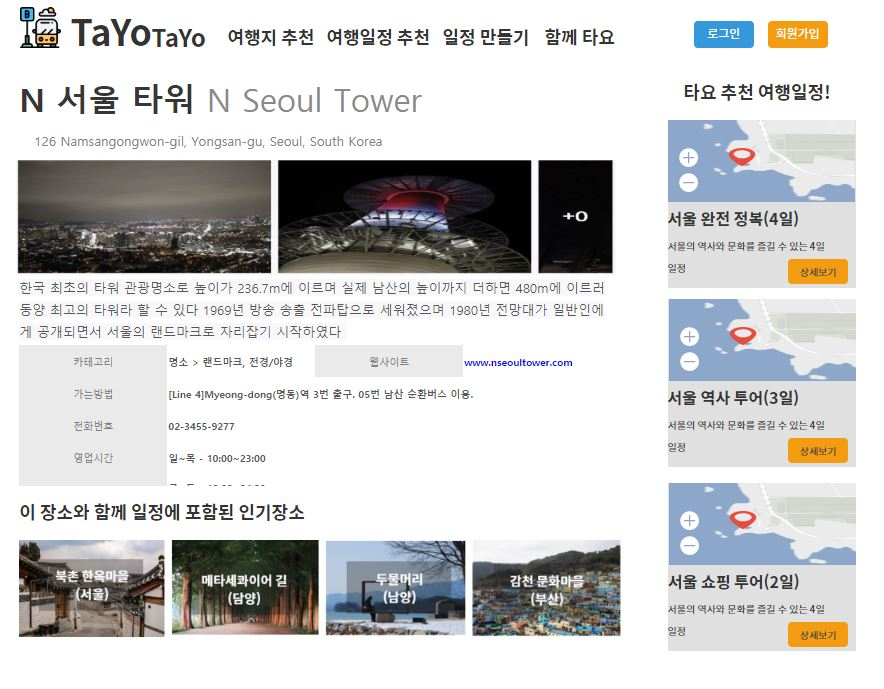 B
TaYoTaYo 여행지 추천 여행일정 추천 일정 만들기 함께 타요 로그인 회원가입
N 서울 타워 N Seoul Tower
126 Namsangongwon-gil, Yongsan-gu, Seoul, South Korea
+0
한국 최초의 타워 관광명소로 높이가 236.7m에 이르며 실제 남산의 높이까지 더하면 480m에 이르러
동양 최고의 타워라 할 수 있다 1969년 방송 송출 전파탑으로 세워졌으며 1980년 전망대가 일반인에
게 공개되면서 서울의 랜드마크로 자리잡기 시작하였다
카테고리 명소 > 랜드마크, 전경/야경 웹사이트 www.nseoultower.com
가는방법 [Line 4]Myeong-dong(명동)역 3번 출구. 05번 남산 순환버스 이용.
전화번호 02-3455-9277
영업시간 일~목 - 10:00~23:00
이 장소와 함께 일정에 포함된 인기장소
북촌 한옥마을
(서울)
메타세콰이어 길
(담양)
두물머리
(남양)
감천 문화마을
(부산)
타요 추천 여행일정!
서울 완전 정복(4일)
서울의 역사와 문화를 즐길 수 있는 4일
일정
상세보기
서울 역사 투어(3일)
서울의 역사와 문화를 즐길 수 있는 4일
일정
상세보기
서울 쇼핑 투어(2일)
서울의 역사와 문화를 즐길 수 있는 4일
일정
상세보기